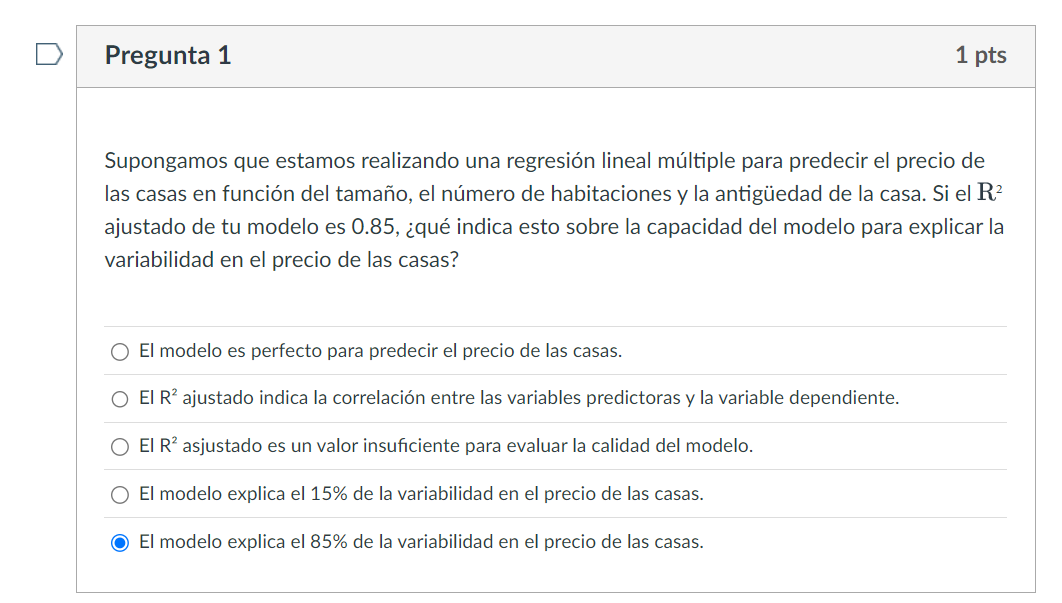 Pregunta 1
1 pts
Supongamos que estamos realizando una regresión lineal múltiple para predecir el precio de
las casas en función del tamaño, el número de habitaciones y la antigüedad de la casa. Si el R²
ajustado de tu modelo es 0.85, ¿qué indica esto sobre la capacidad del modelo para explicar la
variabilidad en el precio de las casas?
El modelo es perfecto para predecir el precio de las casas.
El R² ajustado indica la correlación entre las variables predictoras y la variable dependiente.
El R² asjustado es un valor insuficiente para evaluar la calidad del modelo.
El modelo explica el 15% de la variabilidad en el precio de las casas.
El modelo explica el 85% de la variabilidad en el precio de las casas.